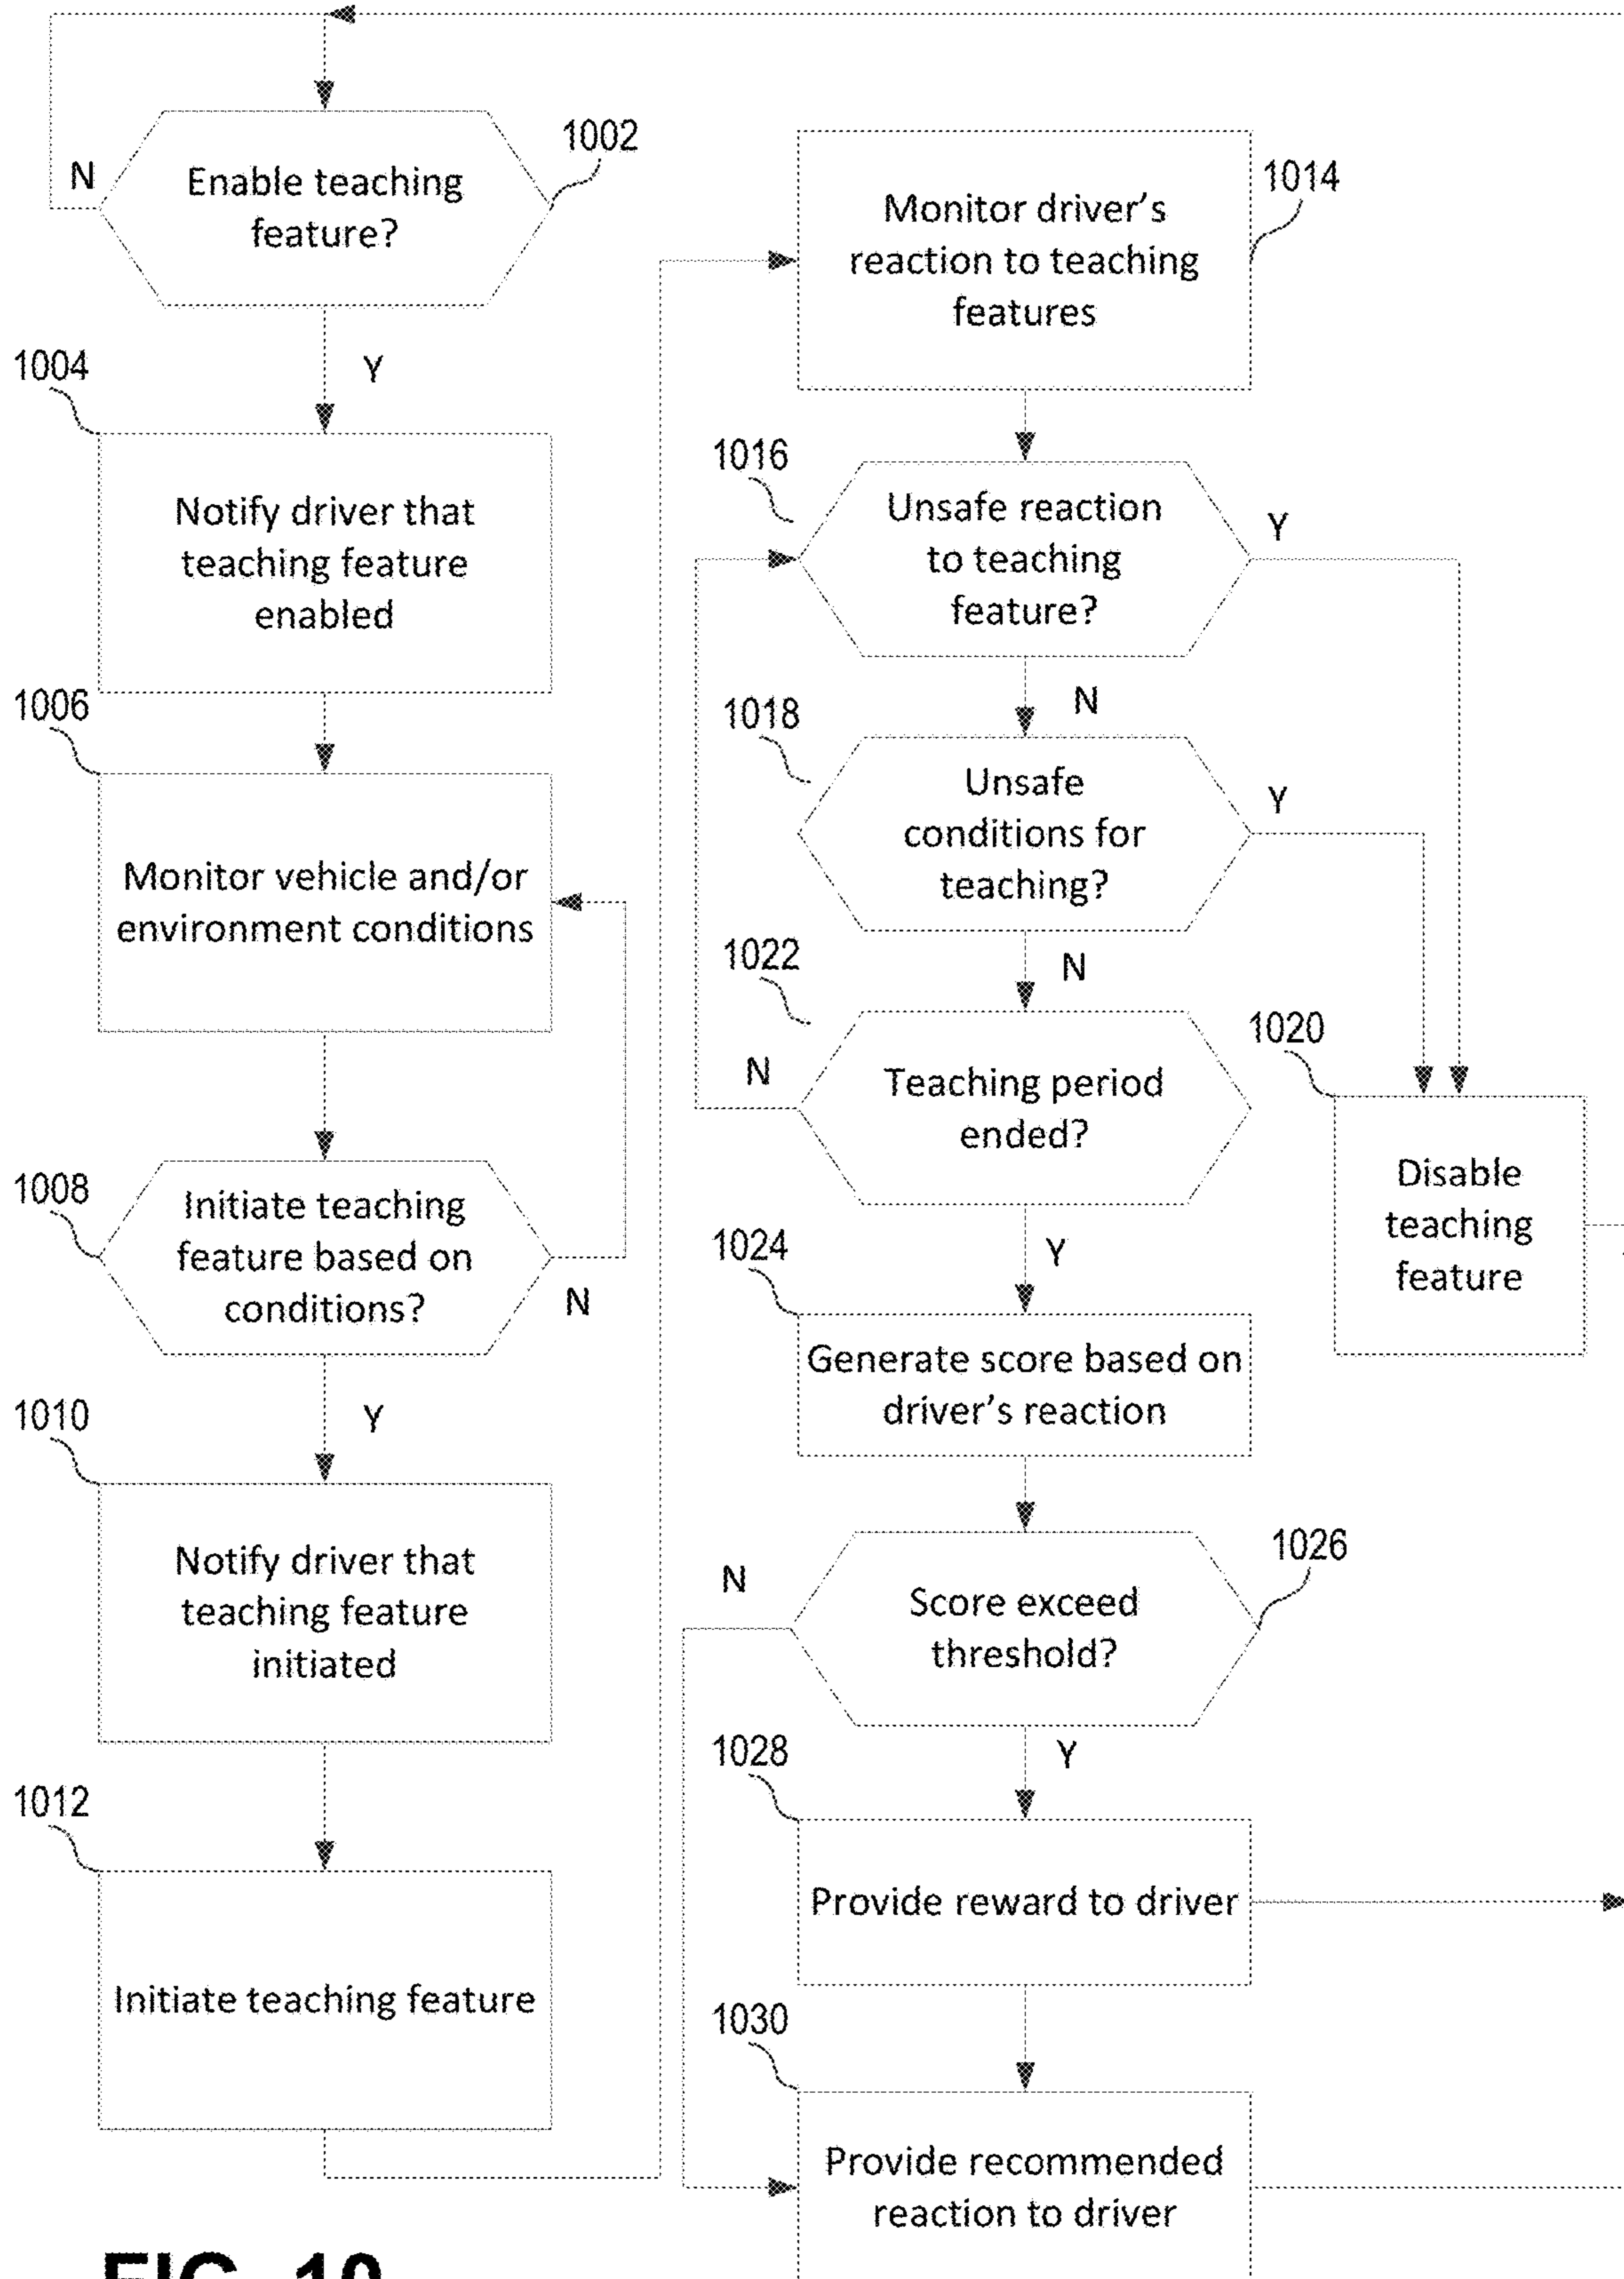 N
Enable teaching
feature?
1002
Y
1004
Notify driver that
teaching feature
enabled
1006
Monitor vehicle and/or
environment conditions
1008
Initiate teaching
feature based on
conditions?
N
1010
Y
Notify driver that
teaching feature
initiated
1012
Initiate teaching feature
1014
Monitor driver's
reaction to teaching
features
1016
Unsafe reaction
to teaching
feature?
Y
N
1018
Unsafe
conditions for
teaching?
Y
N
1022
Teaching period
ended?
N
1020
Disable
teaching
feature
Y
1024
Generate score based on
driver's reaction
1026
N
Score exceed
threshold?
1028
Y
Provide reward to driver
1030
Provide recommended
reaction to driver
FIG. 10